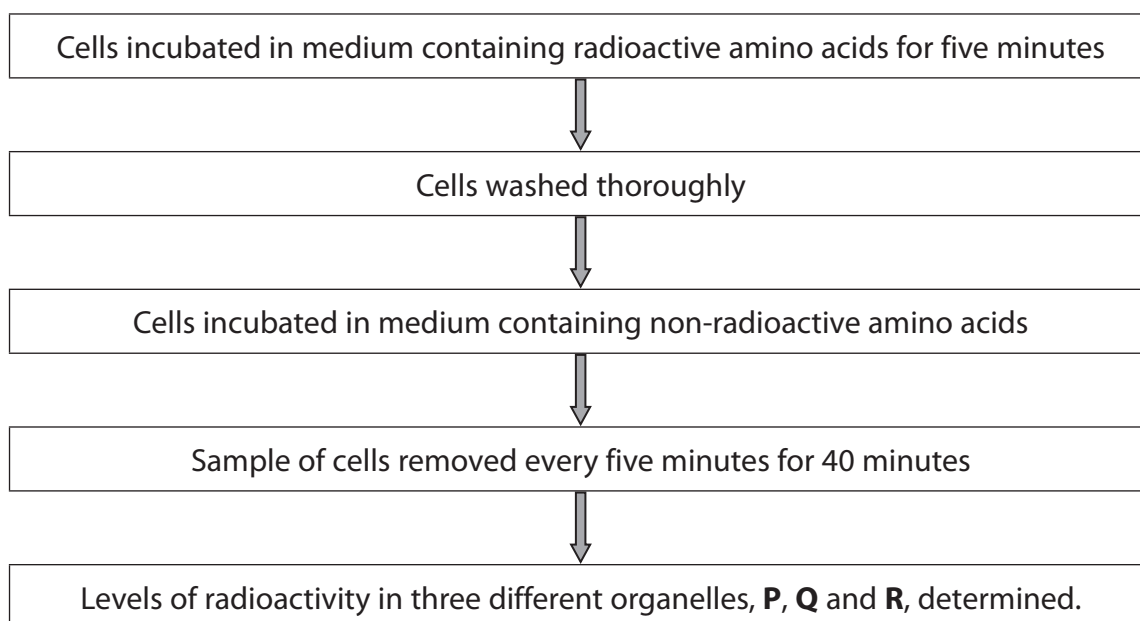 Cells incubated in medium containing radioactive amino acids for five minutes
Cells washed thoroughly
Cells incubated in medium containing non-radioactive amino acids
Sample of cells removed every five minutes for 40 minutes
Levels of radioactivity in three different organelles, P, Q and R, determined.